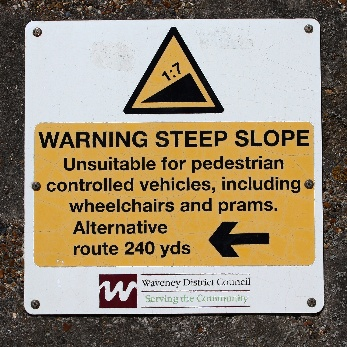 1:7
WARNING STEEP SLOPE
Unsuitable for pedestrian
controlled vehicles, including
wheelchairs and prams.
Alternative
route 240 yds
Waveney District Council
Serving the Community